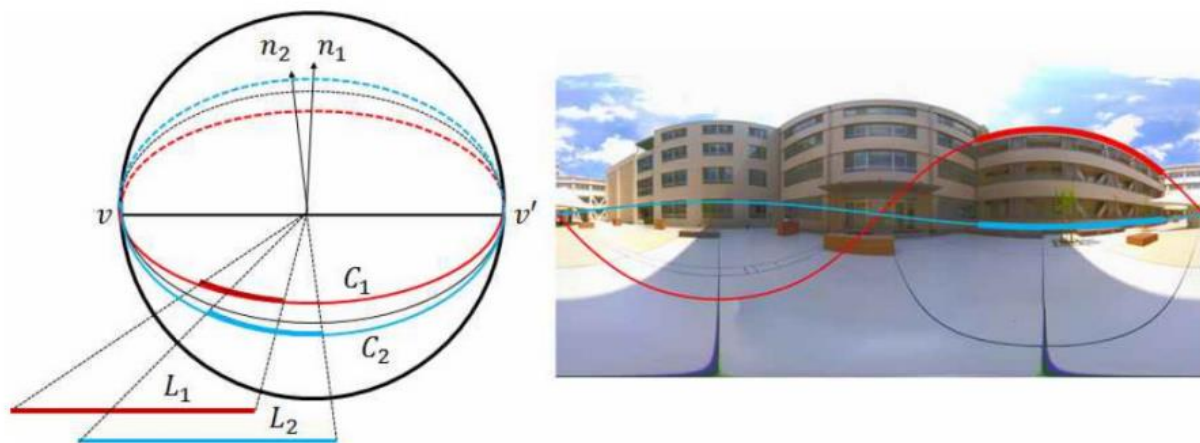 n₂ n₁
v v′
C₁
C₂
L₁
L₂